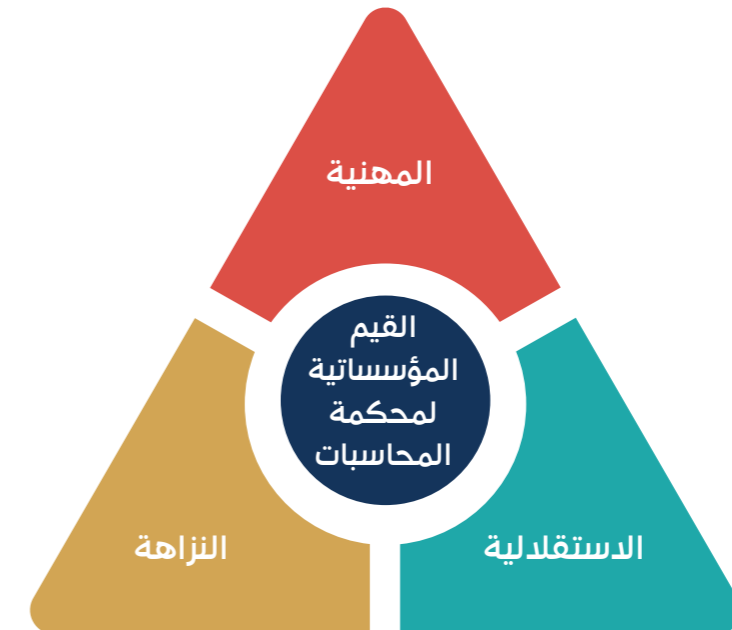 المهنية
القيم
المؤسساتية
لمحكمة
المحاسبات
الاستقلالية
النزاهة